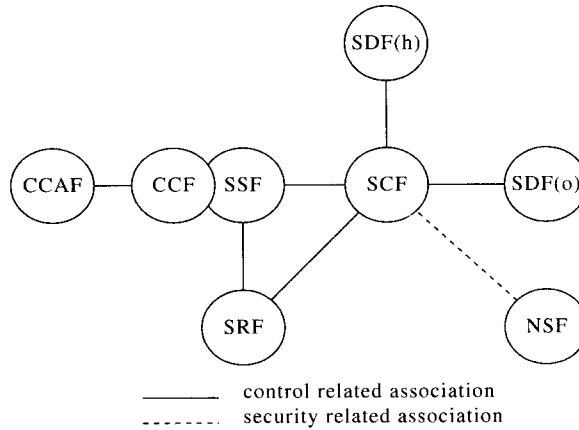 SDF(h)
CCAF
CCF
SSF
SCF
SDF(o)
SRF
NSF
control related association
security related association